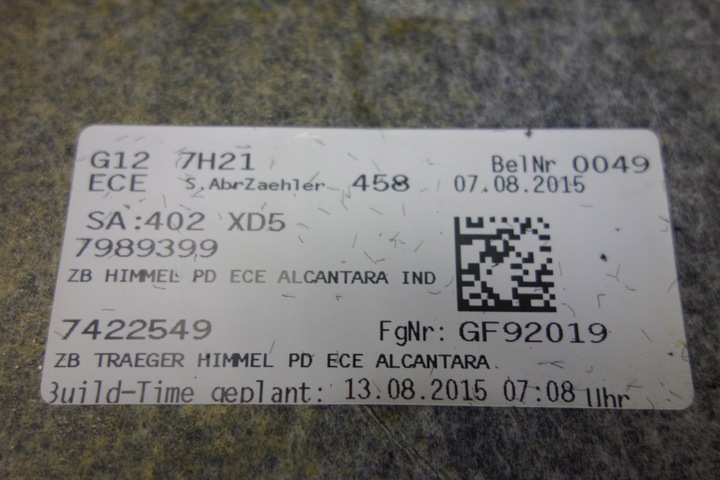 G12 7H21 BelNr 0049
ECE S.AbrZaehler 458 07.08.2015
SA:402 XD5
7989399
ZB HIMMEL PD ECE ALCANTARA IND
7422549 FgNr: GF92019
ZB TRAEGER HIMMEL PD ECE ALCANTARA
Build-Time geplant: 13.08.2015 07:08 Uhr